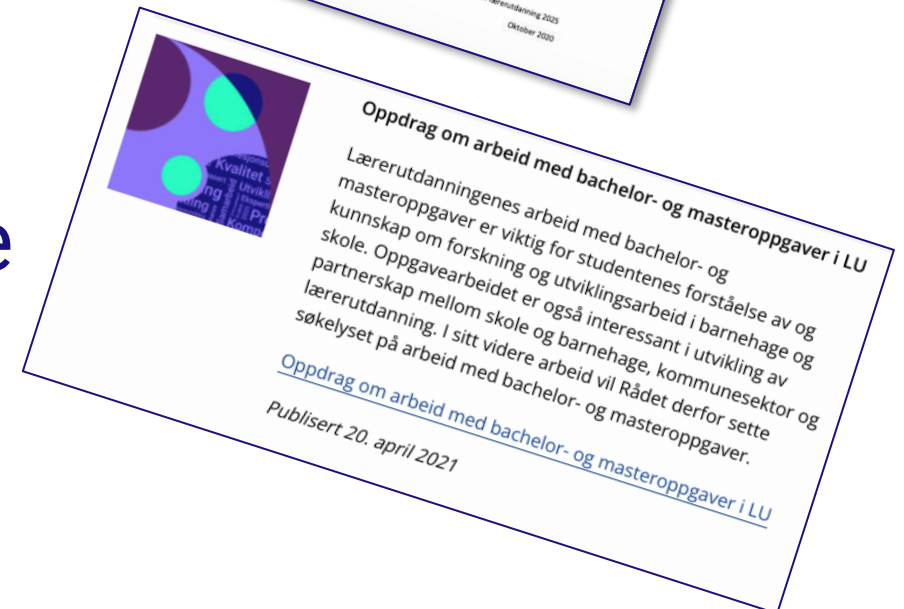 lærerutdanning 2025
Oktober 2020
e
Oppdrag om arbeid med bachelor- og masteroppgaver i LU
Lærerutdanningenes arbeid med bachelor- og
masteroppgaver er viktig for studentenes forståelse av og
kunnskap om forskning og utviklingsarbeid i barnehage og
skole. Oppgavearbeidet er også interessant i utvikling av
partnerskap mellom skole og barnehage, kommunesektor og
lærerutdanning. I sitt videre arbeid vil Rådet derfor sette
søkelyset på arbeid med bachelor- og masteroppgaver.
Oppdrag om arbeid med bachelor- og masteroppgaver i LU
Publisert 20. april 2021
Kvalitet s
Utvikli